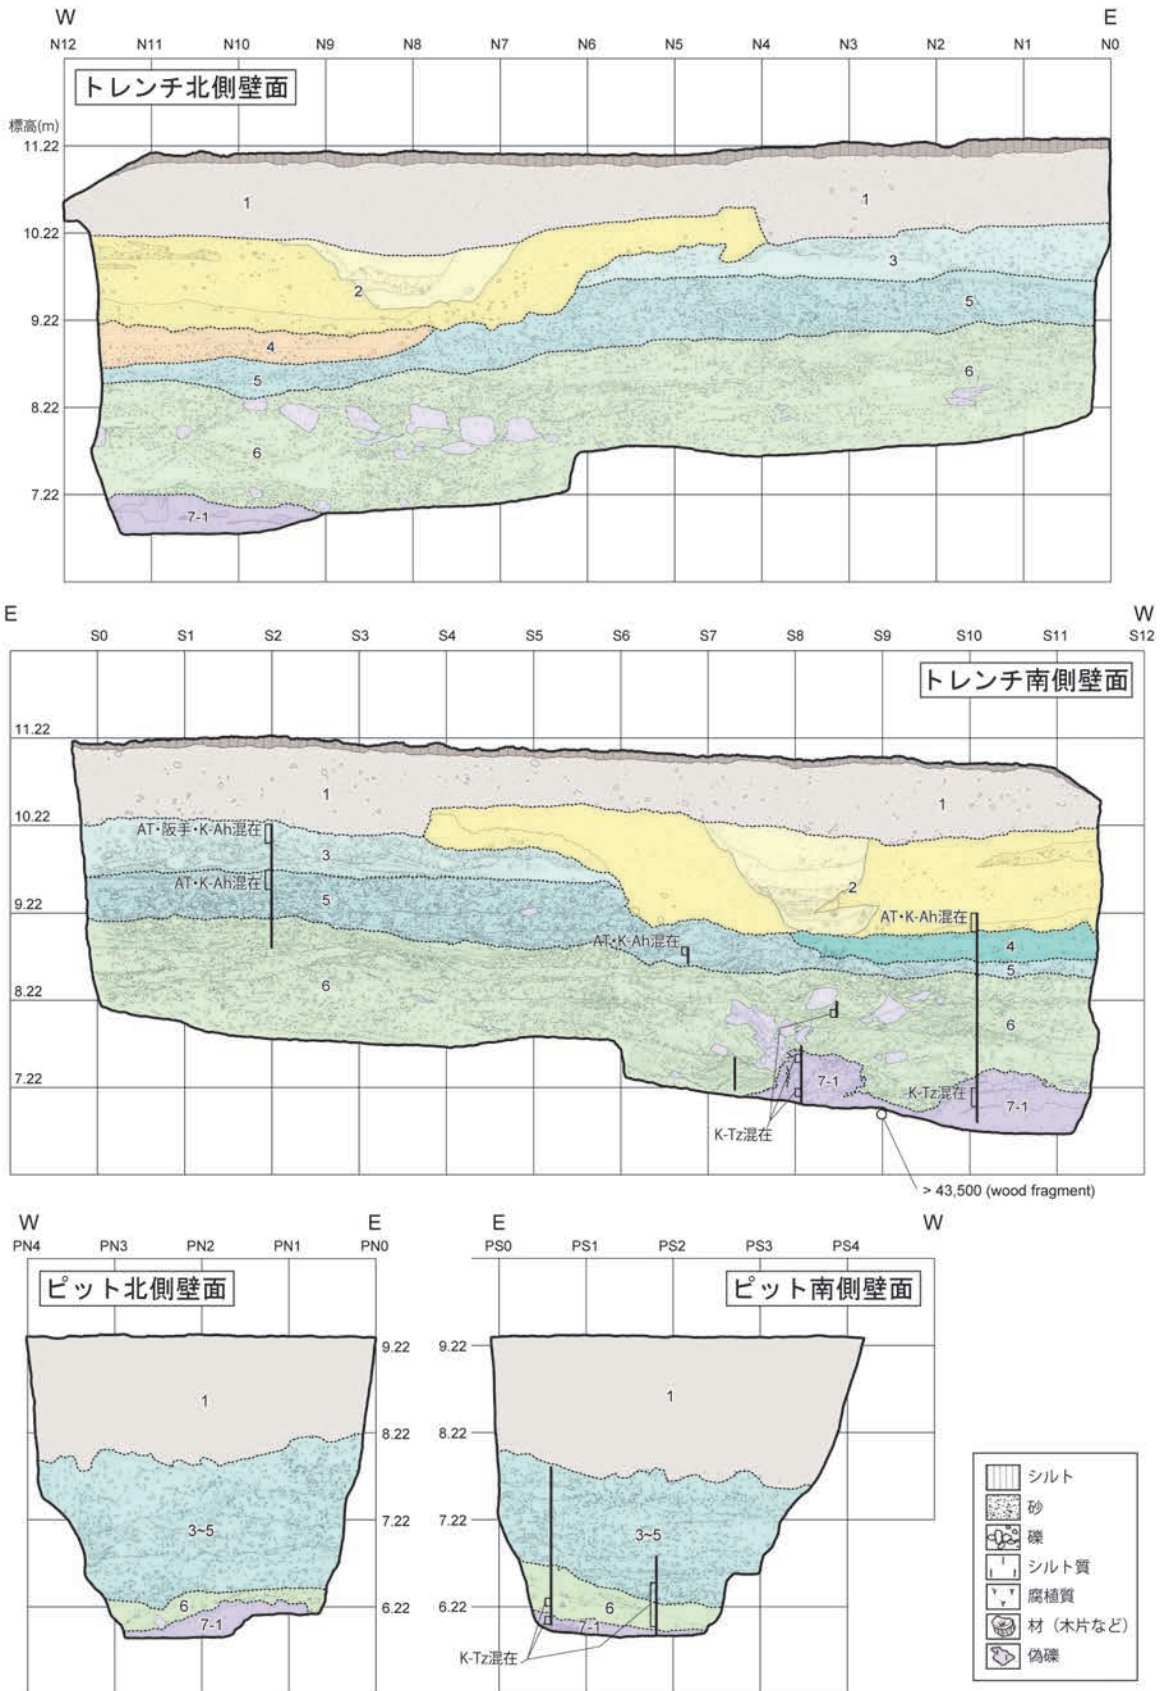 W E
N12 N11 N10 N9 N8 N7 N6 N5 N4 N3 N2 N1 N0
トレンチ北側壁面
標高(m)
11.22
1
1
10.22
3
2
5
9.22
4
5
6
8.22
6
7.22
7-1
E W
S0 S1 S2 S3 S4 S5 S6 S7 S8 S9 S10 S11 S12
トレンチ南側壁面
11.22
1
1
10.22
AT・阪手・K-Ah混在
3
AT・K-Ah混在
2
5
9.22
AT・K-Ah混在
AT・K-Ah混在
4
5
6
8.22
6
7-1
7.22
K-Tz混在
7-1
K-Tz混在
> 43,500 (wood fragment)
W E
PN4 PN3 PN2 PN1 PN0
ピット北側壁面
9.22
1
8.22
7.22
3~5
6
6.22
7-1
E W
PS0 PS1 PS2 PS3 PS4
ピット南側壁面
9.22
1
8.22
7.22
3~5
6.22
6
7-1
K-Tz混在
シルト
砂
礫
シルト質
腐植質
材（木片など）
偽礫